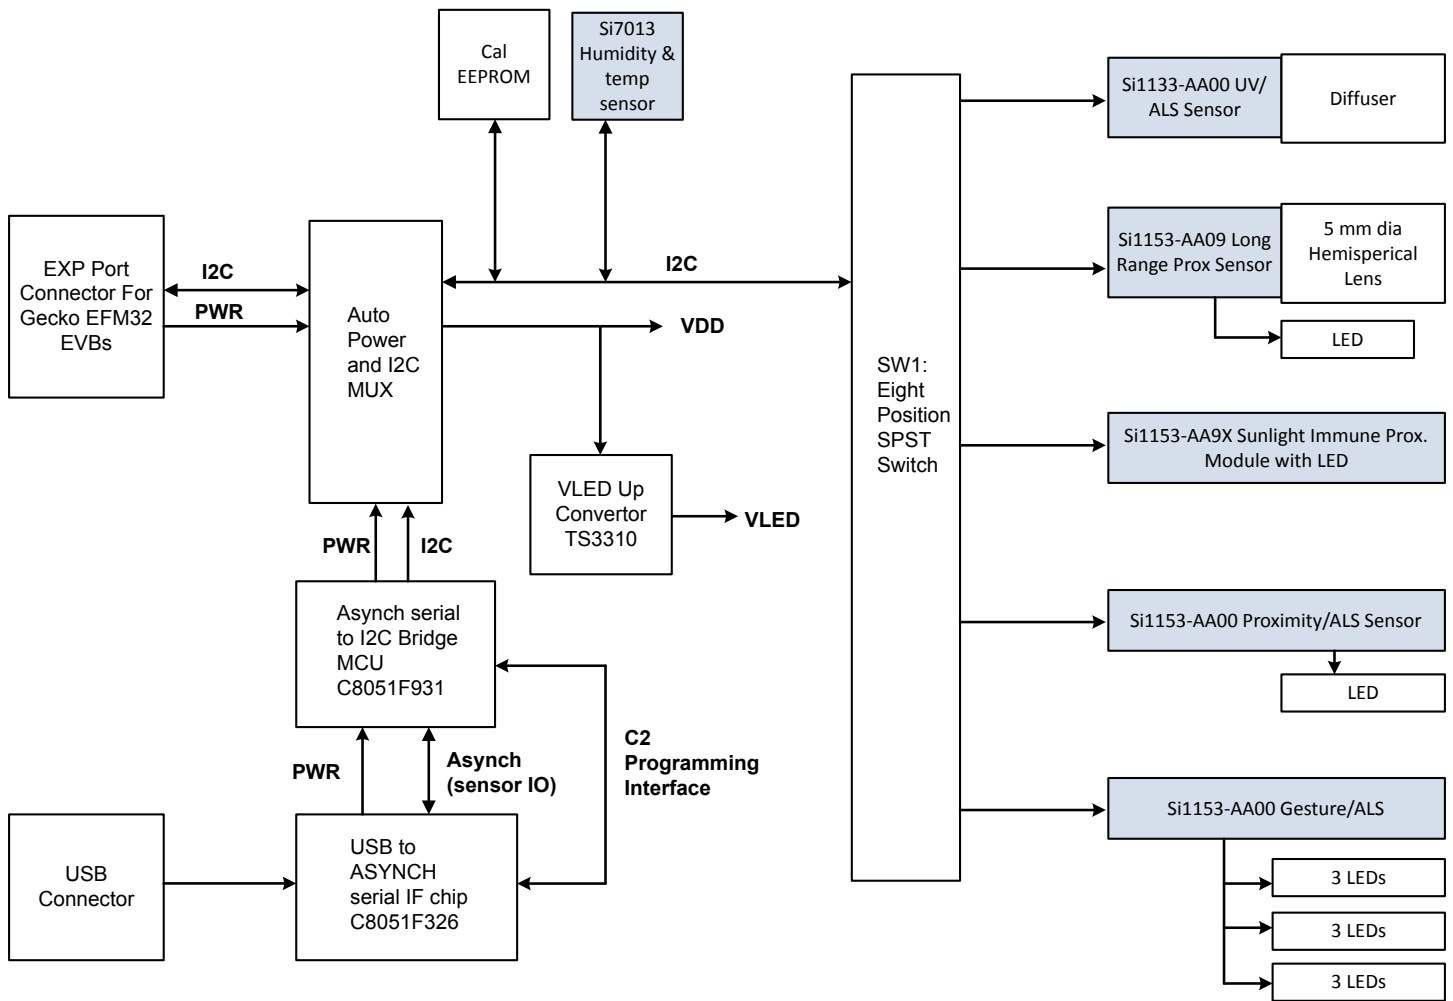 Cal
EEPROM
Si7013
Humidity &
temp
sensor
EXP Port
Connector For
Gecko EFM32
EVBs
I2C
PWR
Auto
Power
and I2C
MUX
I2C
VDD
VLED Up
Convertor
TS3310
VLED
PWR
I2C
Asynch serial
to I2C Bridge
MCU
C8051F931
PWR
Asynch
(sensor IO)
C2
Programming
Interface
USB
Connector
USB to
ASYNCH
serial IF chip
C8051F326
SW1:
Eight
Position
SPST
Switch
Si1133-AA00 UV/
ALS Sensor
Diffuser
Si1153-AA09 Long
Range Prox Sensor
5 mm dia
Hemisperical
Lens
LED
Si1153-AA9X Sunlight Immune Prox.
Module with LED
Si1153-AA00 Proximity/ALS Sensor
LED
Si1153-AA00 Gesture/ALS
3 LEDs
3 LEDs
3 LEDs